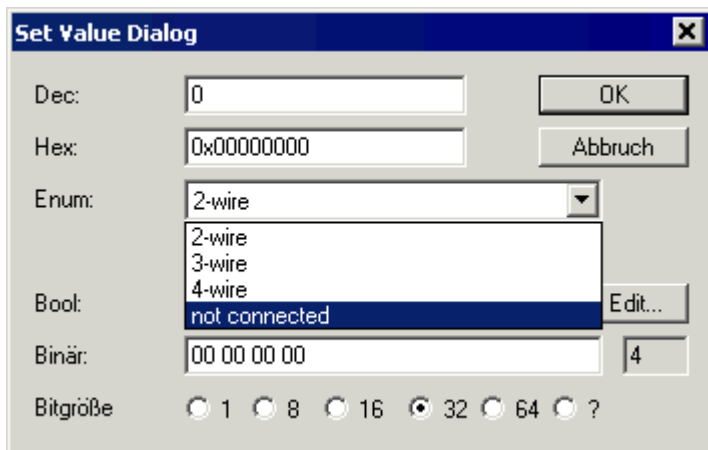 Set Value Dialog
Dec: 0 OK
Hex: 0x00000000 Abbruch
Enum: 2-wire
2-wire
3-wire
4-wire
Bool: Edit...
not connected
Binär: 00 00 00 00 4
Bitgröße 1 8 16 32 64 ?